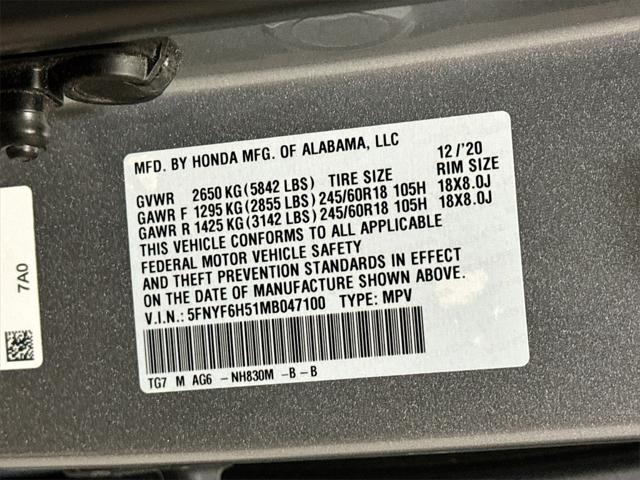 MFD. BY HONDA MFG. OF ALABAMA, LLC 12/'20
GVWR 2650 KG (5842 LBS) TIRE SIZE RIM SIZE
GAWR F 1295 KG (2855 LBS) 245/60R18 105H 18X8.0J
GAWR R 1425 KG (3142 LBS) 245/60R18 105H 18X8.0J
THIS VEHICLE CONFORMS TO ALL APPLICABLE
FEDERAL MOTOR VEHICLE SAFETY
AND THEFT PREVENTION STANDARDS IN EFFECT
ON THE DATE OF MANUFACTURE SHOWN ABOVE.
V.I.N.: 5FNYF6H51MB047100 TYPE: MPV
TG7 M AG6 - NH830M - B - B
7A0